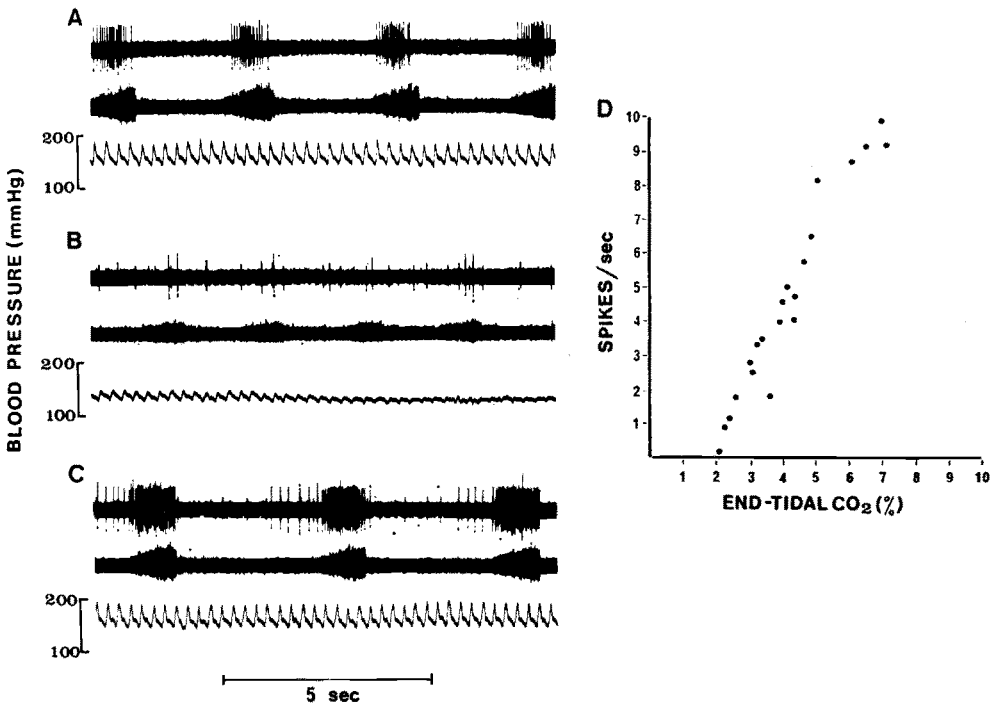 A
200
100
BLOOD PRESSURE (mmHg)
B
200
100
C
200
100
5 sec
D
10
9
8
7
6
5
4
3
2
1
SPIKES/sec
1 2 3 4 5 6 7 8 9 10
END-TIDAL CO₂ (%)